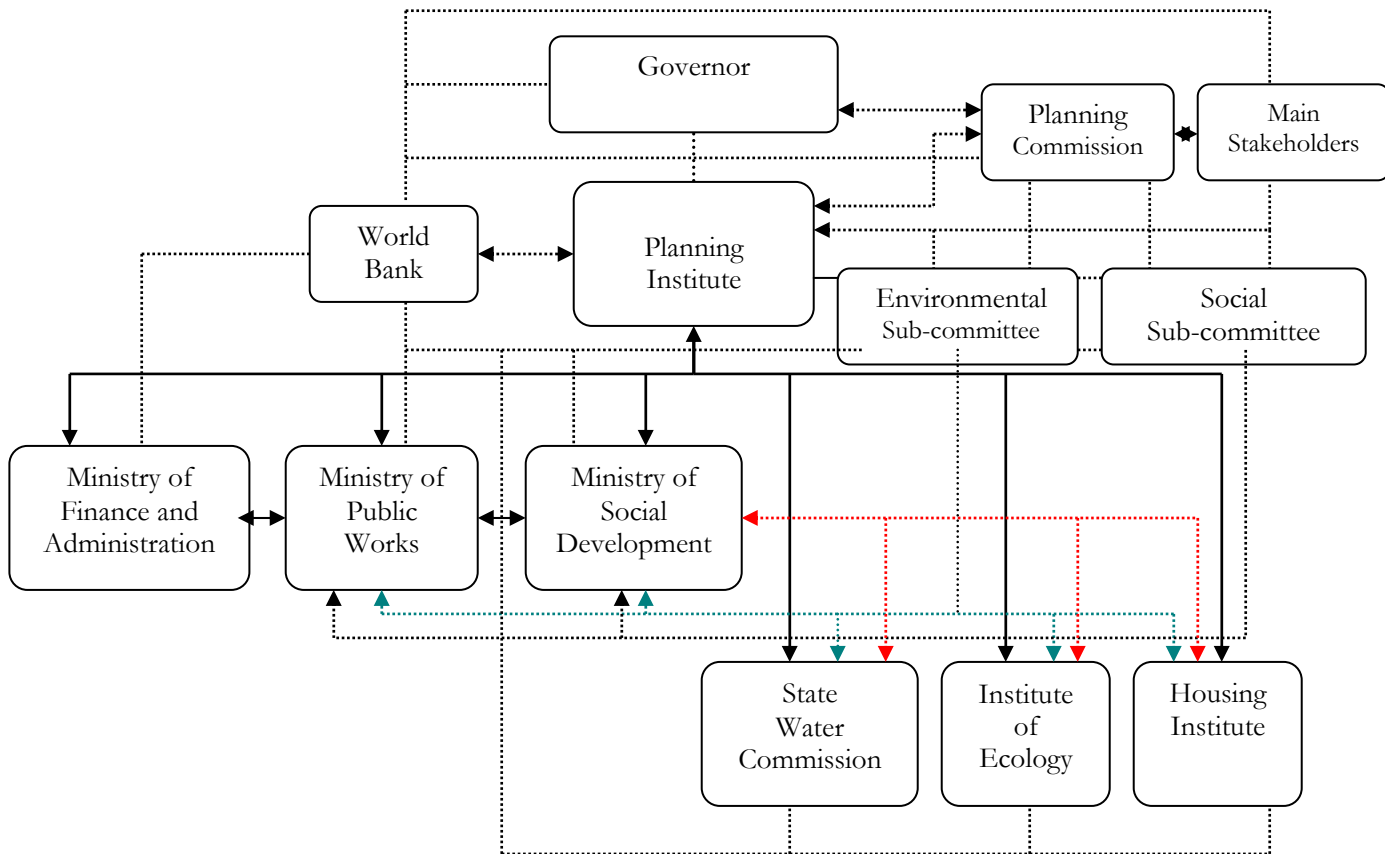 Governor
Planning
Commission
Main
Stakeholders
World
Bank
Planning
Institute
Environmental
Sub-committee
Social
Sub-committee
Ministry of
Finance and
Administration
Ministry of
Public
Works
Ministry of
Social
Development
State
Water
Commission
Institute
of
Ecology
Housing
Institute